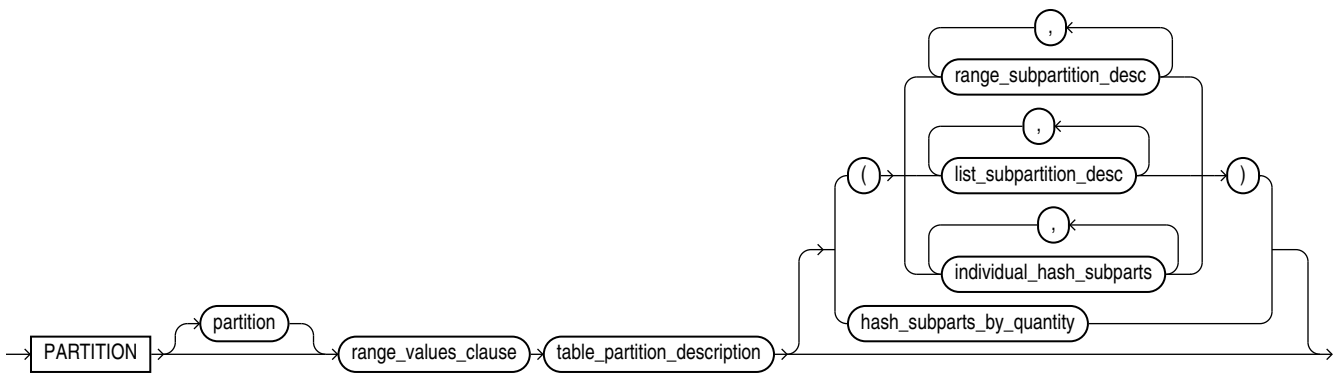 ,
range_subpartition_desc
,
( list_subpartition_desc )
,
individual_hash_subparts
partition hash_subparts_by_quantity
PARTITION range_values_clause table_partition_description